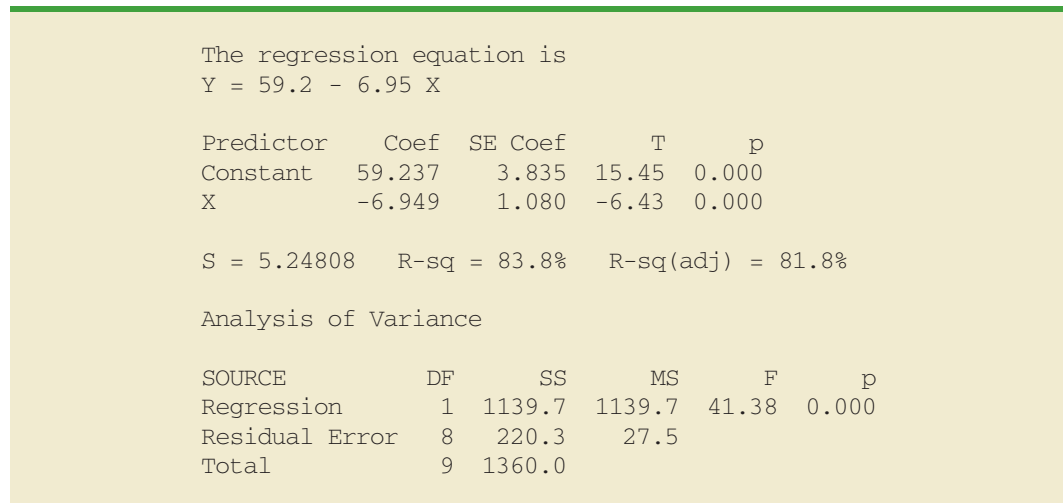 The regression equation is
Y = 59.2 - 6.95 X
Predictor Coef SE Coef T p
Constant 59.237 3.835 15.45 0.000
X -6.949 1.080 -6.43 0.000
S = 5.24808 R-sq = 83.8% R-sq(adj) = 81.8%
Analysis of Variance
SOURCE DF SS MS F p
Regression 1 1139.7 1139.7 41.38 0.000
Residual Error 8 220.3 27.5
Total 9 1360.0